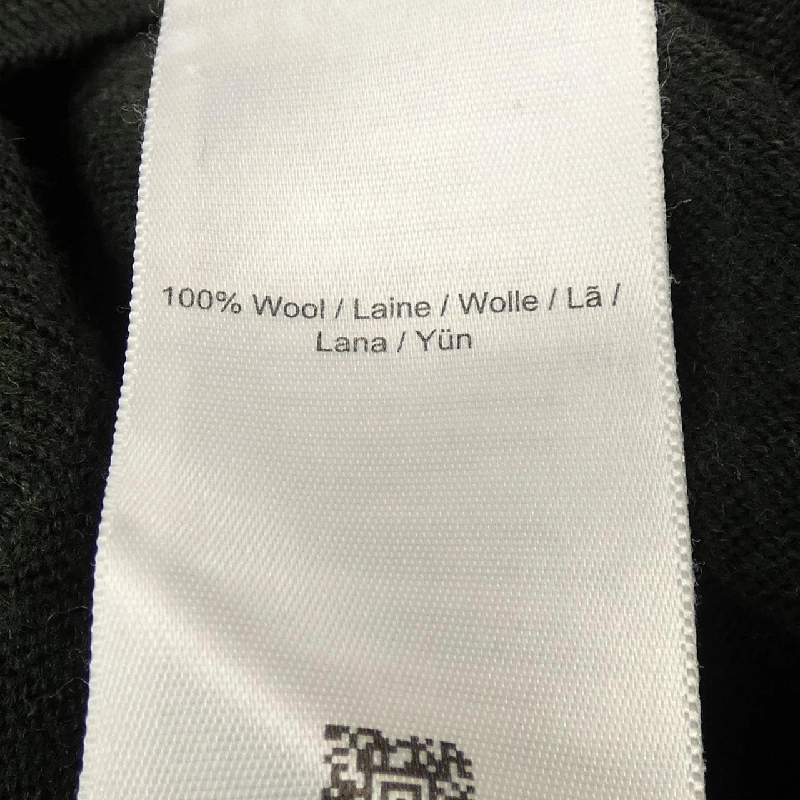 100% Wool / Laine / Wolle / Lã /
Lana / Yün